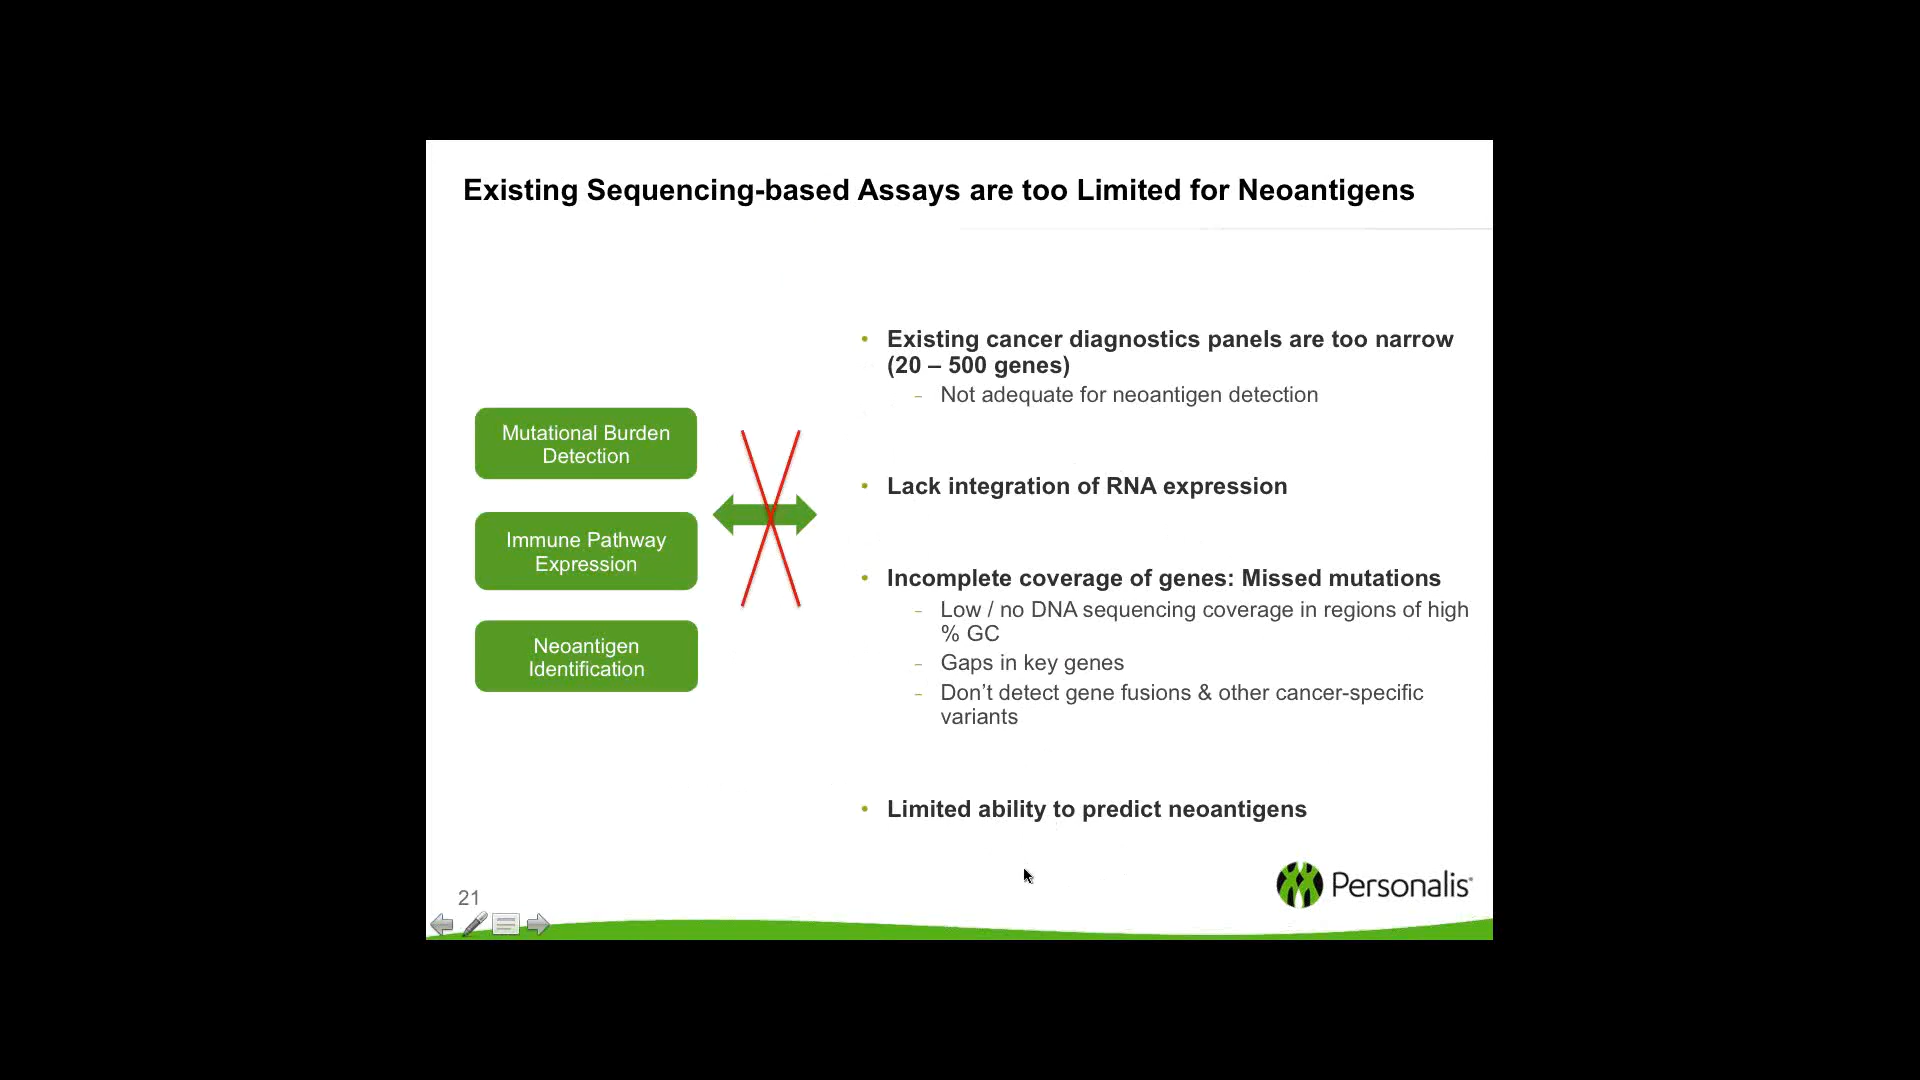 Existing Sequencing-based Assays are too Limited for Neoantigens
Mutational Burden
Detection
Immune Pathway
Expression
Neoantigen
Identification
• Existing cancer diagnostics panels are too narrow
(20 – 500 genes)
– Not adequate for neoantigen detection
• Lack integration of RNA expression
• Incomplete coverage of genes: Missed mutations
– Low / no DNA sequencing coverage in regions of high
% GC
– Gaps in key genes
– Don’t detect gene fusions & other cancer-specific
variants
• Limited ability to predict neoantigens
21
Personalis